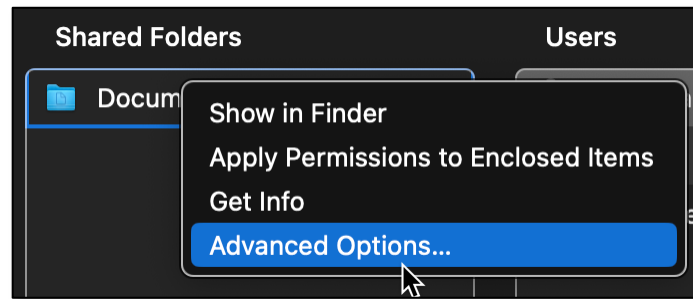 Shared Folders Users
Docum
Show in Finder
Apply Permissions to Enclosed Items
Get Info
Advanced Options...